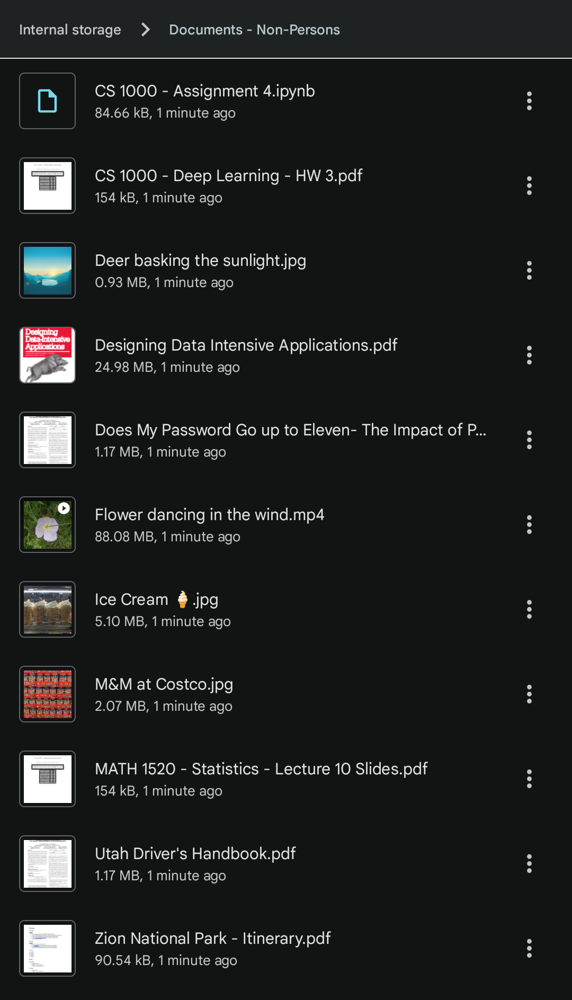 Internal storage > Documents - Non-Persons
CS 1000 - Assignment 4.ipynb
84.66 kB, 1 minute ago
CS 1000 - Deep Learning - HW 3.pdf
154 kB, 1 minute ago
Deer basking the sunlight.jpg
0.93 MB, 1 minute ago
Designing
Data-Intensive
Applications
Designing Data Intensive Applications.pdf
24.98 MB, 1 minute ago
Does My Password Go up to Eleven- The Impact of P...
1.17 MB, 1 minute ago
Flower dancing in the wind.mp4
88.08 MB, 1 minute ago
Ice Cream 🍦.jpg
5.10 MB, 1 minute ago
M&M at Costco.jpg
2.07 MB, 1 minute ago
MATH 1520 - Statistics - Lecture 10 Slides.pdf
154 kB, 1 minute ago
Utah Driver's Handbook.pdf
1.17 MB, 1 minute ago
Zion National Park - Itinerary.pdf
90.54 kB, 1 minute ago